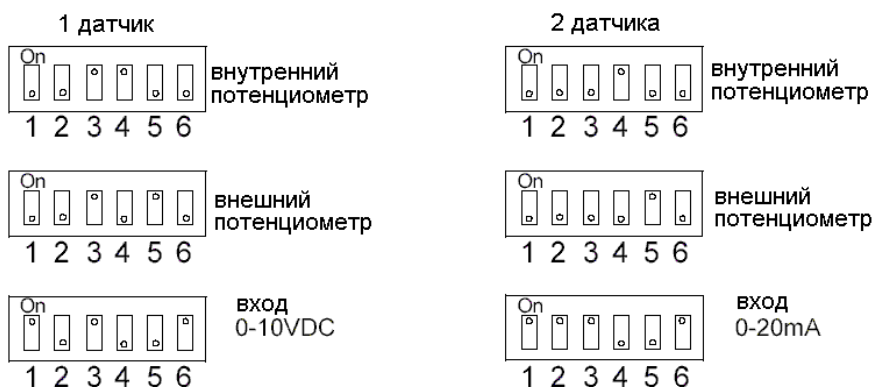 1 датчик
On
внутренний
потенциометр
1 2 3 4 5 6
On
внешний
потенциометр
1 2 3 4 5 6
On
вход
0-10VDC
1 2 3 4 5 6
2 датчика
On
внутренний
потенциометр
1 2 3 4 5 6
On
внешний
потенциометр
1 2 3 4 5 6
On
вход
0-20mA
1 2 3 4 5 6